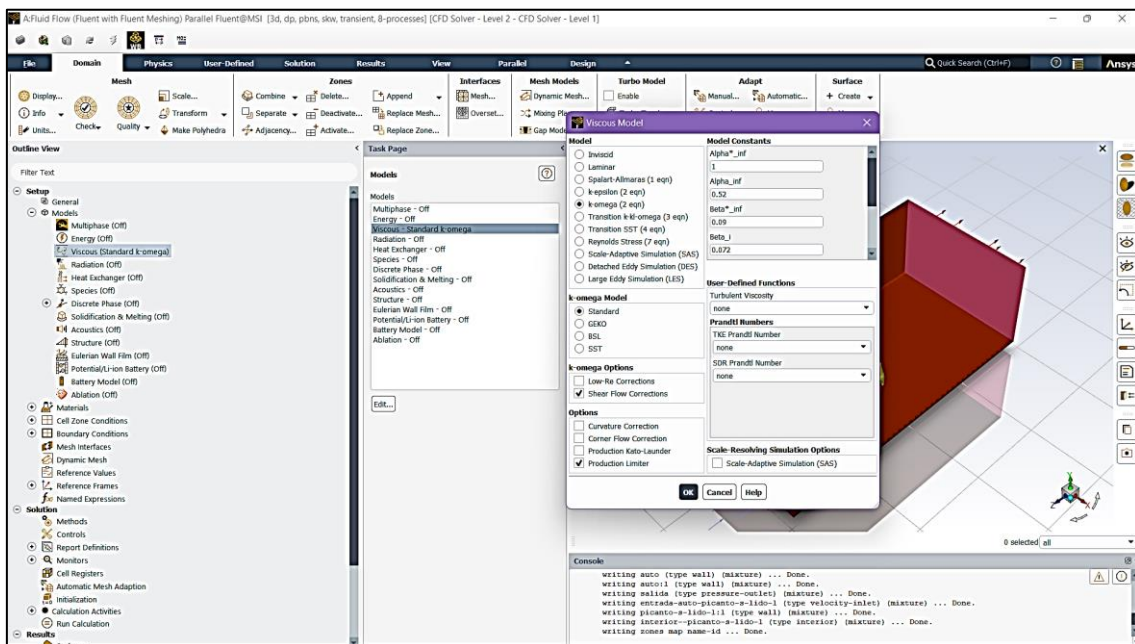 A:Fluid Flow (Fluent with Fluent Meshing) Parallel Fluent@MSI [3d, dp, pbns, skw, transient, 8-processes] [CFD Solver - Level 2 - CFD Solver - Level 1]
File Domain Physics User-Defined Solution Results View Parallel Design
Quick Search (Ctrl+F)
Ansys
Mesh
Display...
Info
Units...
Check
Quality
Scale...
Transform
Make Polyhedra
Zones
Combine
Separate
Adjacency...
Delete...
Deactivate...
Activate...
Append
Replace Mesh...
Replace Zone...
Interfaces
Mesh...
Overset...
Mesh Models
Dynamic Mesh...
Mixing
Gap Mod
Turbo Model
Enable
Adapt
Manual...
Automatic...
Surface
+ Create
Outline View
Filter Text
Setup
General
Models
Multiphase (Off)
Energy (Off)
Viscous (Standard k-omega)
Radiation (Off)
Heat Exchanger (Off)
Species (Off)
Discrete Phase (Off)
Solidification & Melting (Off)
Acoustics (Off)
Structure (Off)
Eulerian Wall Film (Off)
Potential/Li-ion Battery (Off)
Battery Model (Off)
Ablation (Off)
Materials
Cell Zone Conditions
Boundary Conditions
Mesh Interfaces
Dynamic Mesh
Reference Values
Reference Frames
Named Expressions
Solution
Methods
Controls
Report Definitions
Monitors
Cell Registers
Automatic Mesh Adaption
Initialization
Calculation Activities
Run Calculation
Results
Task Page
Models
Models
Multiphase - Off
Energy - Off
Viscous - Standard k-omega
Radiation - Off
Heat Exchanger - Off
Species - Off
Discrete Phase - Off
Solidification & Melting - Off
Acoustics - Off
Structure - Off
Eulerian Wall Film - Off
Potential/Li-ion Battery - Off
Battery Model - Off
Ablation - Off
Edit...
Viscous Model
Model
Inviscid
Laminar
Spalart-Allmaras (1 eqn)
k-epsilon (2 eqn)
k-omega (2 eqn)
Transition k-kl-omega (3 eqn)
Transition SST (4 eqn)
Reynolds Stress (7 eqn)
Scale-Adaptive Simulation (SAS)
Detached Eddy Simulation (DES)
Large Eddy Simulation (LES)
k-omega Model
Standard
GEKO
BSL
SST
k-omega Options
Low-Re Corrections
Shear Flow Corrections
Options
Curvature Correction
Corner Flow Correction
Production Kato-Launder
Production Limiter
Model Constants
Alpha*_inf
1
Alpha_inf
0.52
Beta*_inf
0.09
Beta_i
0.072
User-Defined Functions
Turbulent Viscosity
none
Prandtl Numbers
TKE Prandtl Number
none
SDR Prandtl Number
none
Scale-Resolving Simulation Options
Scale-Adaptive Simulation (SAS)
OK Cancel Help
0 selected all
Console
writing auto (type wall) (mixture) ... Done.
writing auto:1 (type wall) (mixture) ... Done.
writing salida (type pressure-outlet) (mixture) ... Done.
writing entrada-auto-picanto-s-lido-1 (type velocity-inlet) (mixture) ... Done.
writing picanto-s-lido-1:1 (type wall) (mixture) ... Done.
writing interior--picanto-s-lido-1 (type interior) (mixture) ... Done.
writing zones map name-id ... Done.